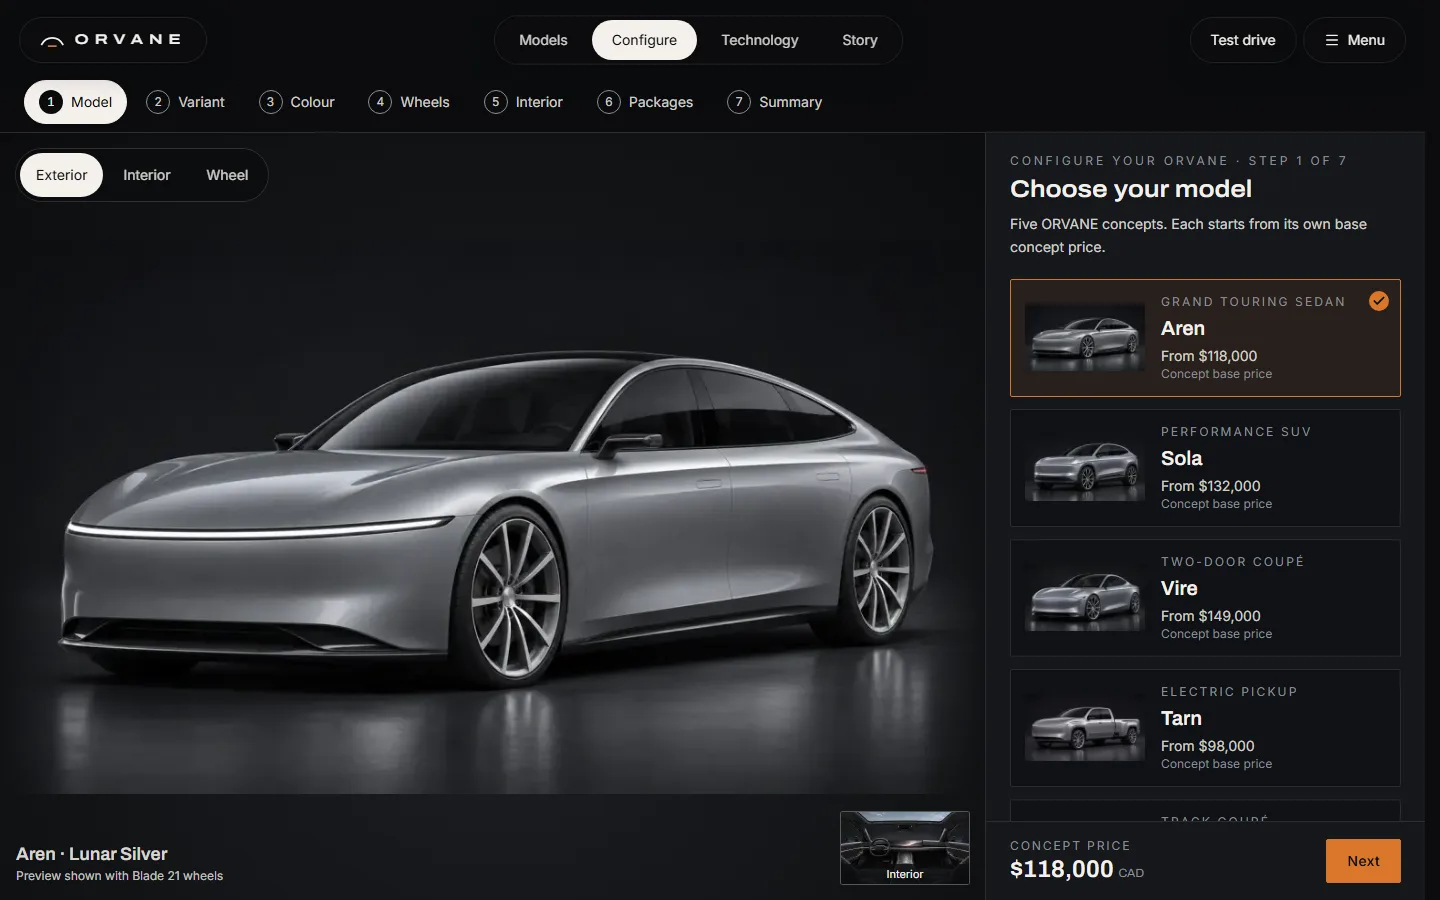 ORVANE
Models
Configure
Technology
Story
Test drive
Menu
1 Model
2 Variant
3 Colour
4 Wheels
5 Interior
6 Packages
7 Summary
Exterior
Interior
Wheel
CONFIGURE YOUR ORVANE · STEP 1 OF 7
Choose your model
Five ORVANE concepts. Each starts from its own base
concept price.
GRAND TOURING SEDAN
Aren
From $118,000
Concept base price
PERFORMANCE SUV
Sola
From $132,000
Concept base price
TWO-DOOR COUPÉ
Vire
From $149,000
Concept base price
ELECTRIC PICKUP
Tarn
From $98,000
Concept base price
TRACK COUPÉ
Aren · Lunar Silver
Preview shown with Blade 21 wheels
Interior
CONCEPT PRICE
$118,000 CAD
Next